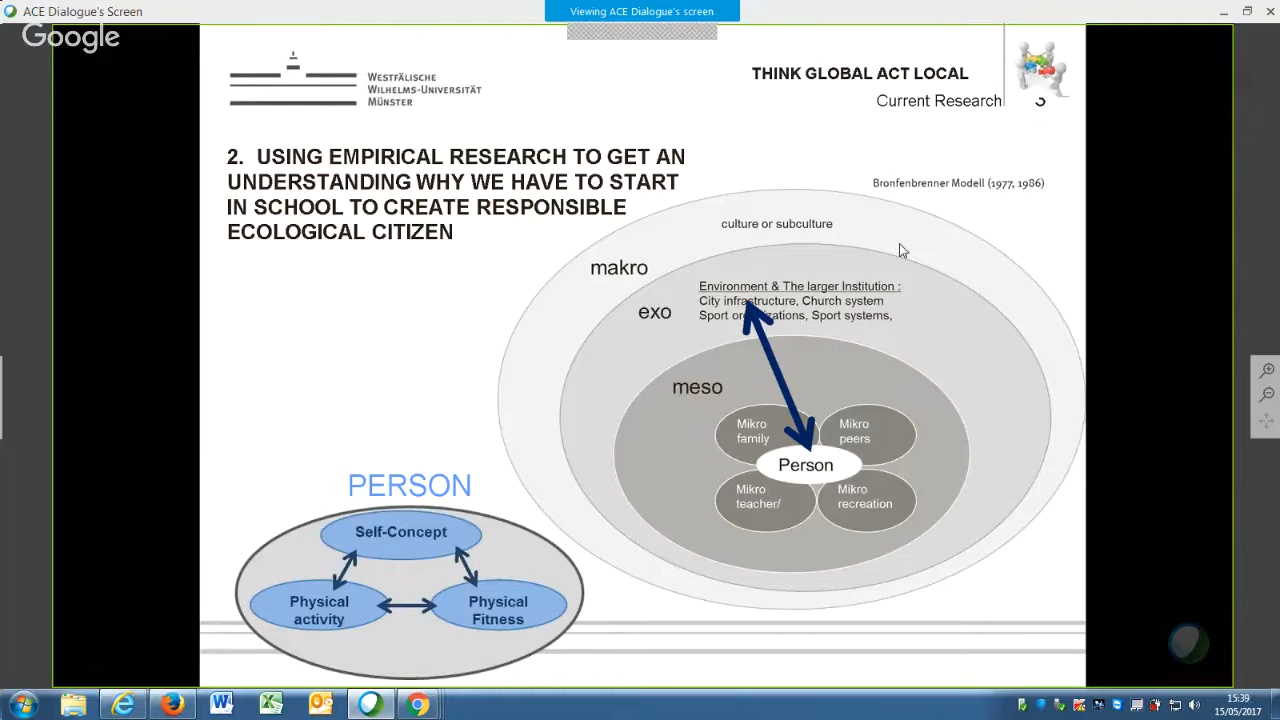 ACE Dialogue's Screen
Viewing ACE Dialogue's screen
Google
WESTFÄLISCHE
WILHELMS-UNIVERSITÄT
MÜNSTER
THINK GLOBAL ACT LOCAL
Current Research
2. USING EMPIRICAL RESEARCH TO GET AN
UNDERSTANDING WHY WE HAVE TO START
IN SCHOOL TO CREATE RESPONSIBLE
ECOLOGICAL CITIZEN
Bronfenbrenner Modell (1977, 1986)
culture or subculture
makro
Environment & The larger Institution :
City infrastructure, Church system
exo
Sport organizations, Sport systems,
meso
Mikro
family
Mikro
peers
Person
Mikro
teacher/
Mikro
recreation
PERSON
Self-Concept
Physical
activity
Physical
Fitness
15:39
15/05/2017